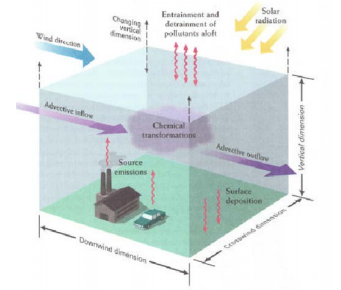 Changing
vertical
dimension
Entrainment and
detrainment of
pollutants aloft
Solar
radiation
Wind direction
Advective inflow
Chemical
transformations
Advective outflow
Vertical dimension
Source
emissions
Surface
deposition
Downwind dimension
Crosswind dimension